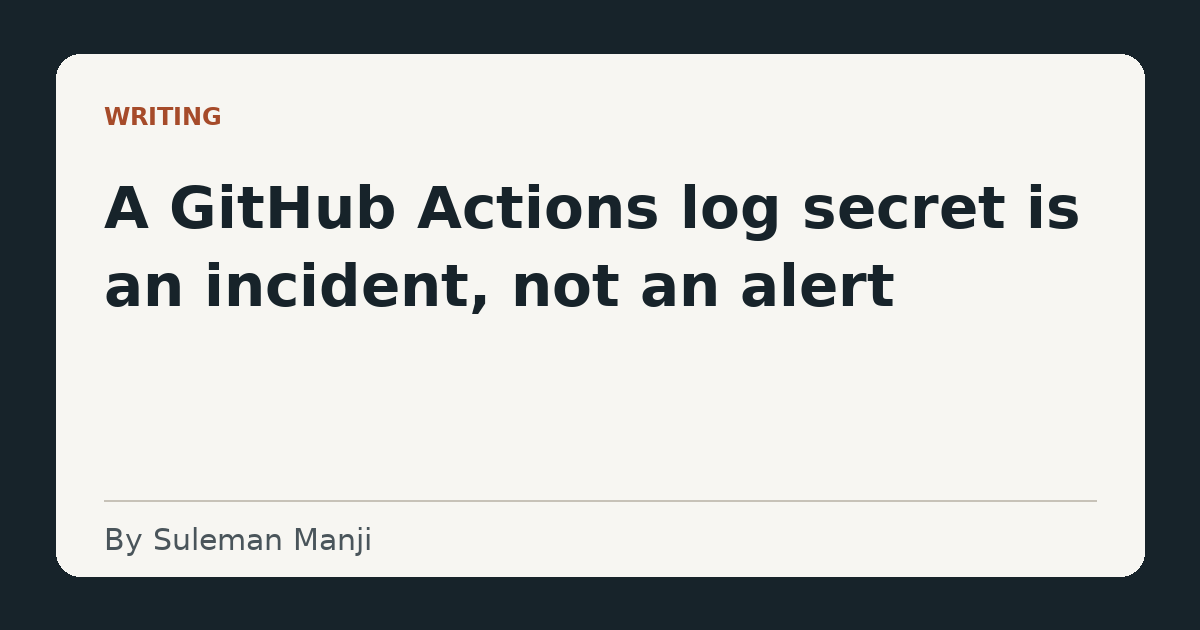 WRITING
A GitHub Actions log secret is
an incident, not an alert
By Suleman Manji